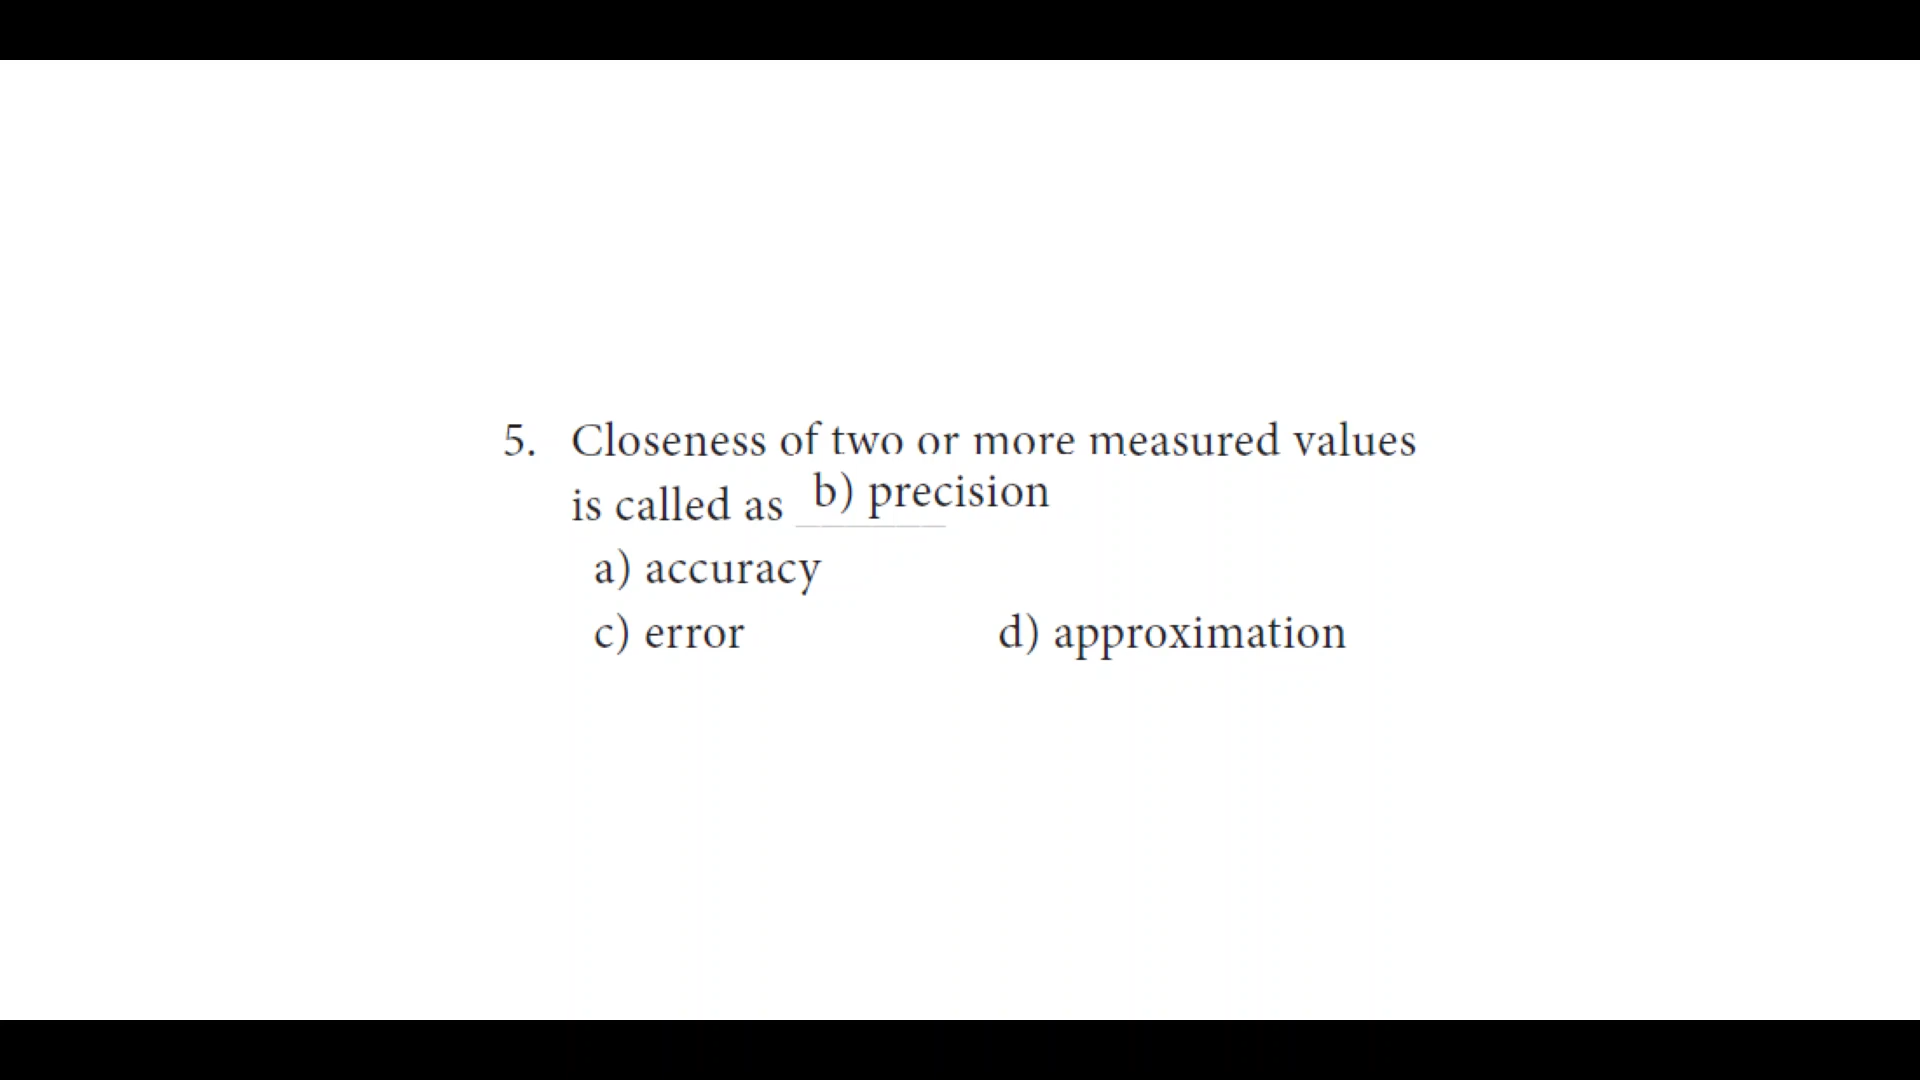 5. Closeness of two or more measured values
is called as b) precision
a) accuracy
c) error d) approximation